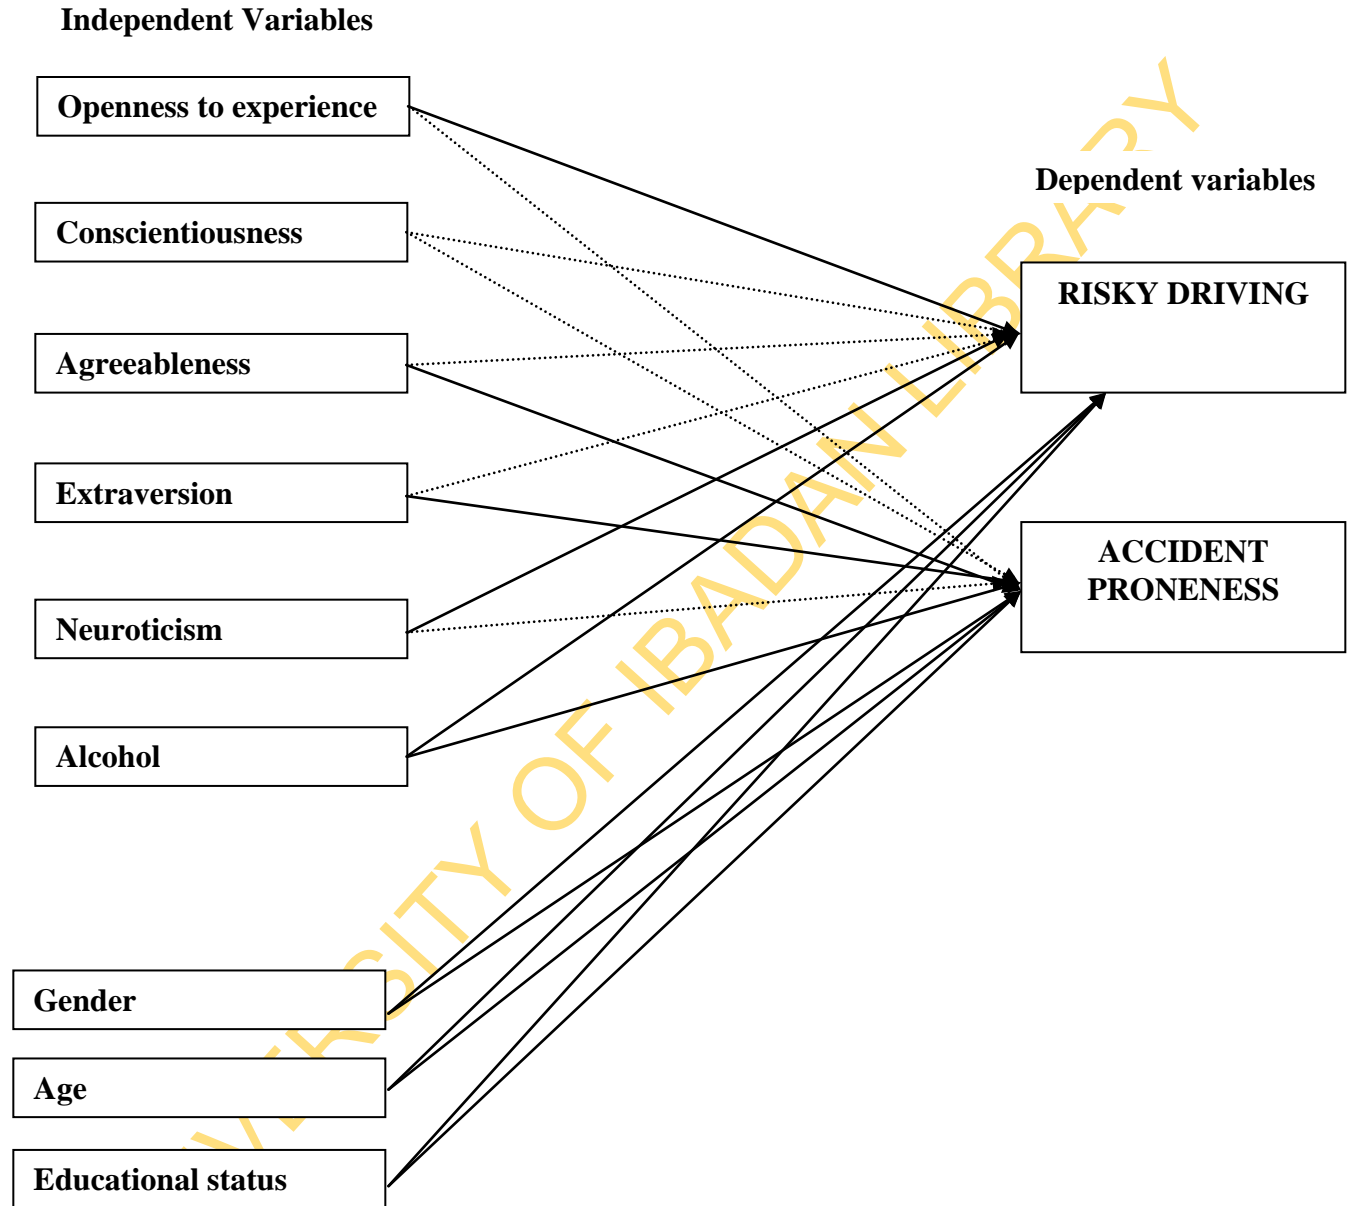 Independent Variables
Openness to experience
Conscientiousness
Agreeableness
Extraversion
Neuroticism
Alcohol
Gender
Age
Educational status
Dependent variables
RISKY DRIVING
ACCIDENT
PRONENESS
VERSITY OF IBADAN LIBRARY